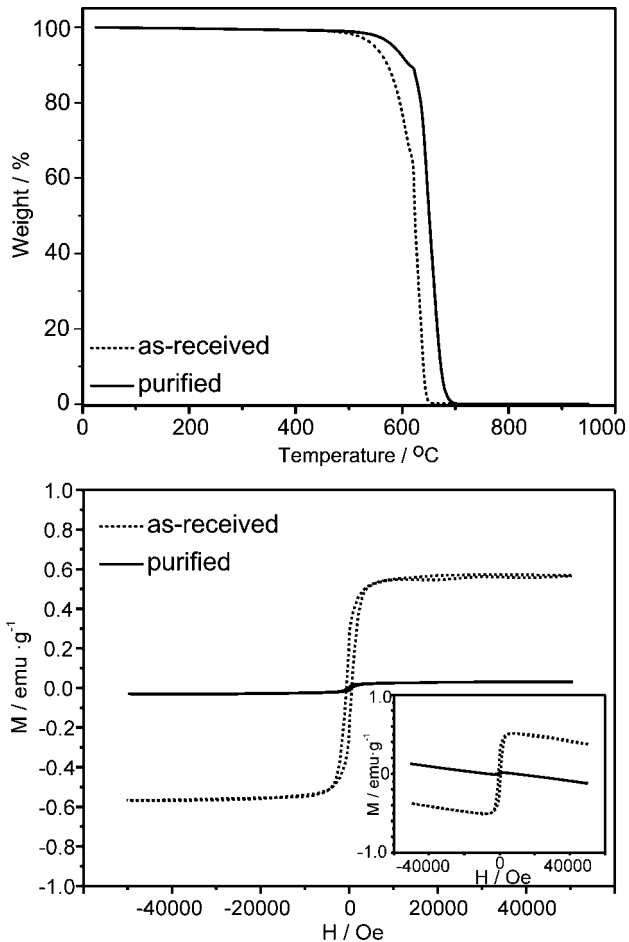 100
80
60
40
20
0
Weight / %
as-received
purified
0 200 400 600 800 1000
Temperature / °C
1.0
0.8
0.6
0.4
0.2
0.0
-0.2
-0.4
-0.6
-0.8
-1.0
M / emu ·g-1
as-received
purified
-40000 -20000 0 20000 40000
H / Oe
1.0
0
-1.0
M / emu·g-1
-40000 0 40000
H / Oe